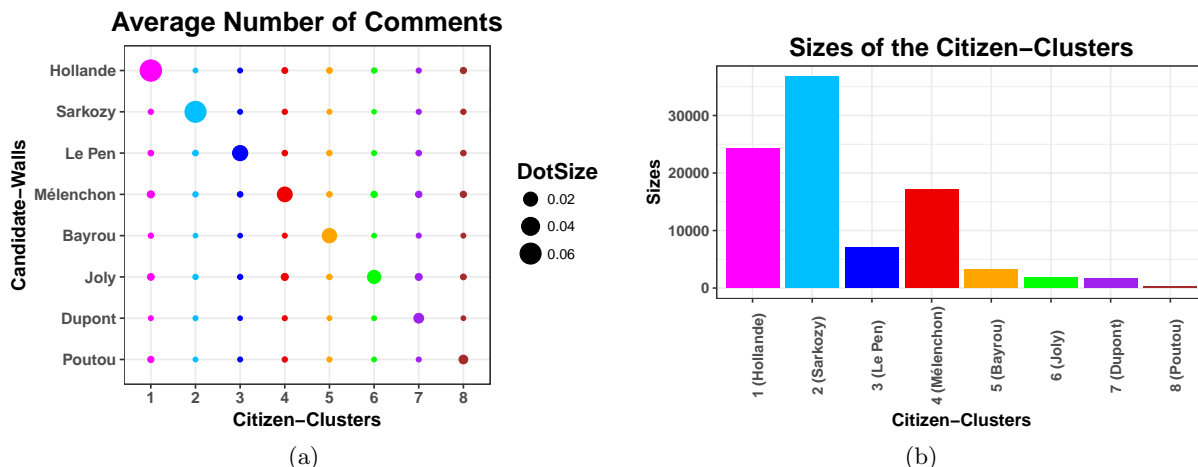 Average Number of Comments
Candidate−Walls
Hollande
Sarkozy
Le Pen
Mélenchon
Bayrou
Joly
Dupont
Poutou
1 2 3 4 5 6 7 8
Citizen−Clusters
DotSize
0.02
0.04
0.06
(a)
Sizes of the Citizen−Clusters
Sizes
30000
20000
10000
0
1 (Hollande)
2 (Sarkozy)
3 (Le Pen)
4 (Mélenchon)
5 (Bayrou)
6 (Joly)
7 (Dupont)
8 (Poutou)
Citizen−Clusters
(b)